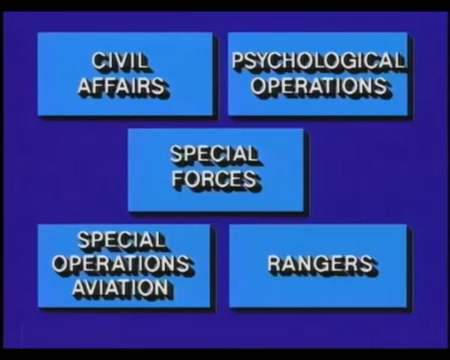 CIVIL
AFFAIRS
PSYCHOLOGICAL
OPERATIONS
SPECIAL
FORCES
SPECIAL
OPERATIONS
AVIATION
RANGERS